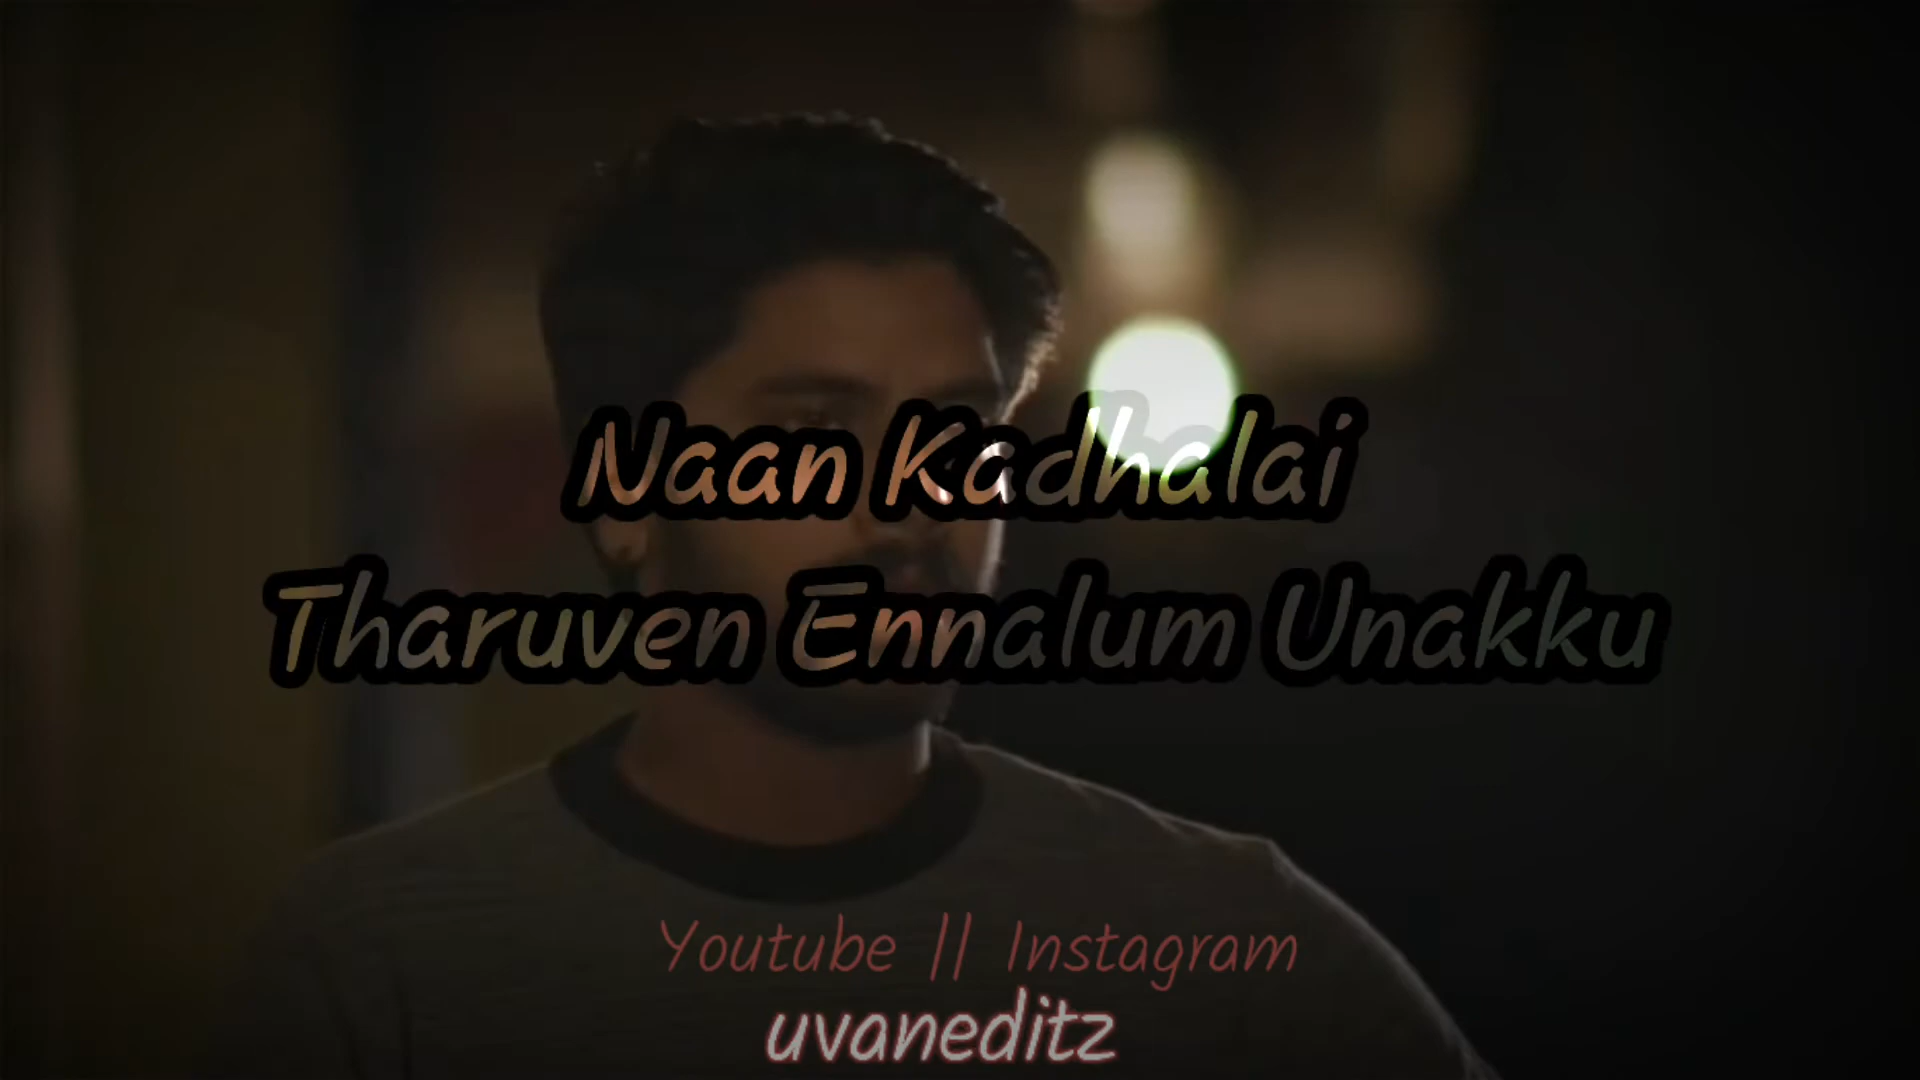 Naan Kadhalai
Tharuven Ennalum Unakku
Youtube || Instagram
uvaneditz